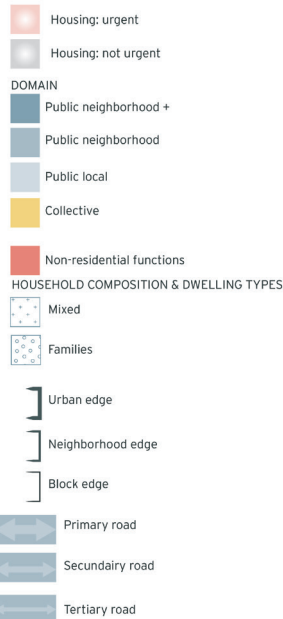 Housing: urgent
Housing: not urgent
DOMAIN
Public neighborhood +
Public neighborhood
Public local
Collective
Non-residential functions
HOUSEHOLD COMPOSITION & DWELLING TYPES
Mixed
Families
Urban edge
Neighborhood edge
Block edge
Primary road
Secundairy road
Tertiary road